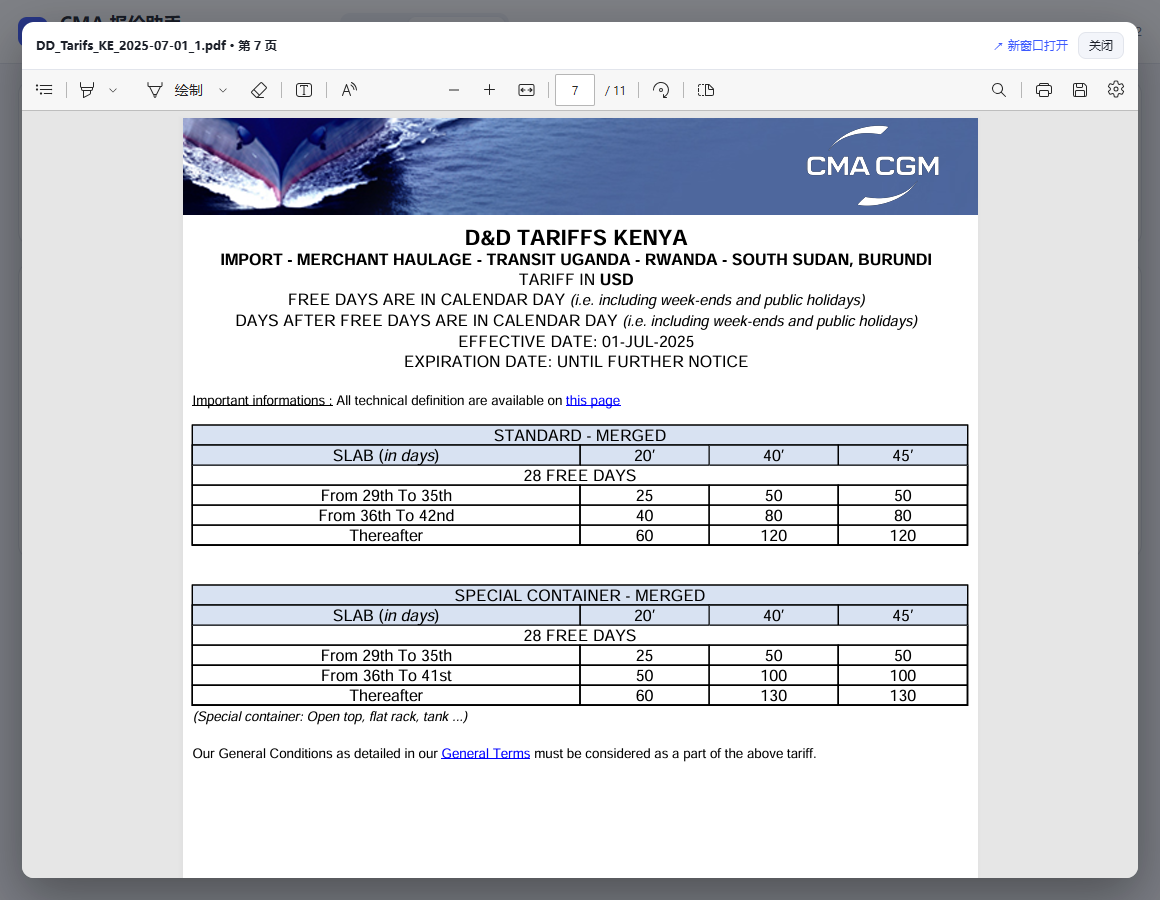 CMA 报价助手
DD_Tarifs_KE_2025-07-01_1.pdf • 第 7 页
↗ 新窗口打开
关闭
绘制
7 / 11
CMA CGM
D&D TARIFFS KENYA
IMPORT - MERCHANT HAULAGE - TRANSIT UGANDA - RWANDA - SOUTH SUDAN, BURUNDI
TARIFF IN USD
FREE DAYS ARE IN CALENDAR DAY (i.e. including week-ends and public holidays)
DAYS AFTER FREE DAYS ARE IN CALENDAR DAY (i.e. including week-ends and public holidays)
EFFECTIVE DATE: 01-JUL-2025
EXPIRATION DATE: UNTIL FURTHER NOTICE
Important informations : All technical definition are available on this page
STANDARD - MERGED
SLAB (in days) 20' 40' 45'
28 FREE DAYS
From 29th To 35th 25 50 50
From 36th To 42nd 40 80 80
Thereafter 60 120 120
SPECIAL CONTAINER - MERGED
SLAB (in days) 20' 40' 45'
28 FREE DAYS
From 29th To 35th 25 50 50
From 36th To 41st 50 100 100
Thereafter 60 130 130
(Special container: Open top, flat rack, tank ...)
Our General Conditions as detailed in our General Terms must be considered as a part of the above tariff.